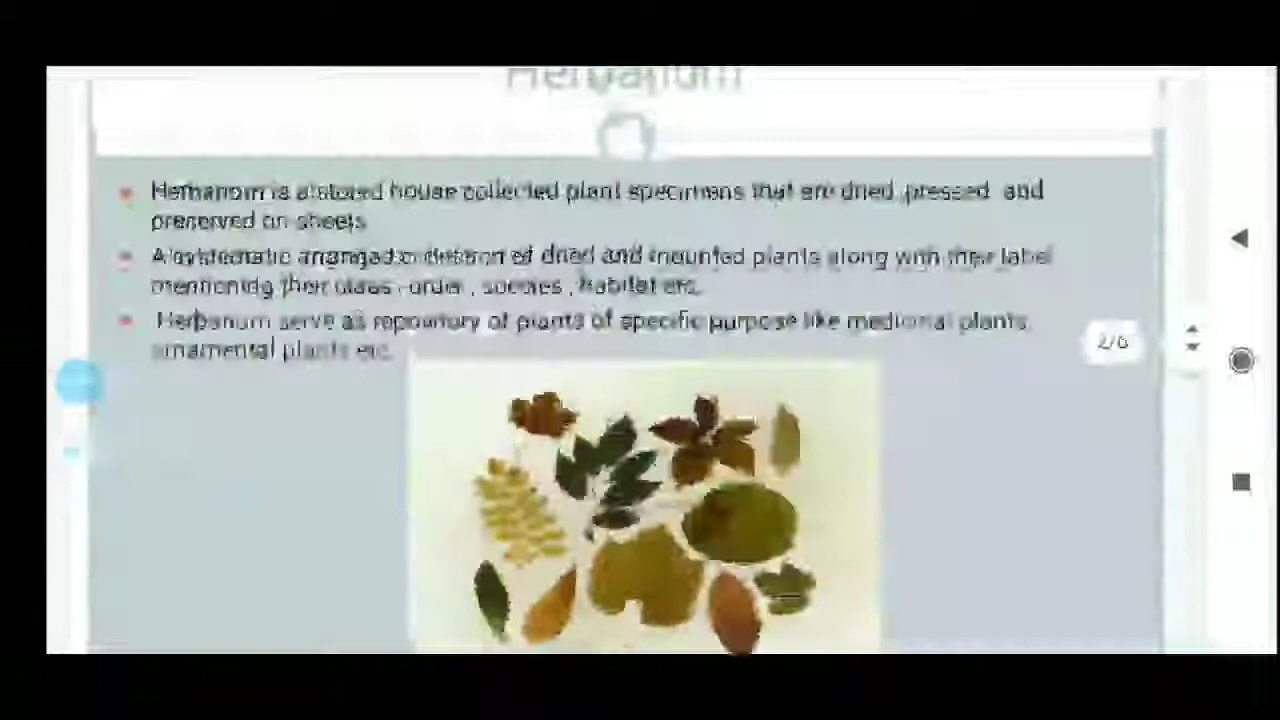 Herbarium
Herbarium is a stored house collected plant specimens that are dried ,pressed and
preserved on sheets
A systematic arranged collection of dried and mounted plants along with their label
mentioning their class , order , species , habitat etc.
Herbarium serve as repository of plants of specific purpose like medicinal plants,
ornamental plants etc.
2/6